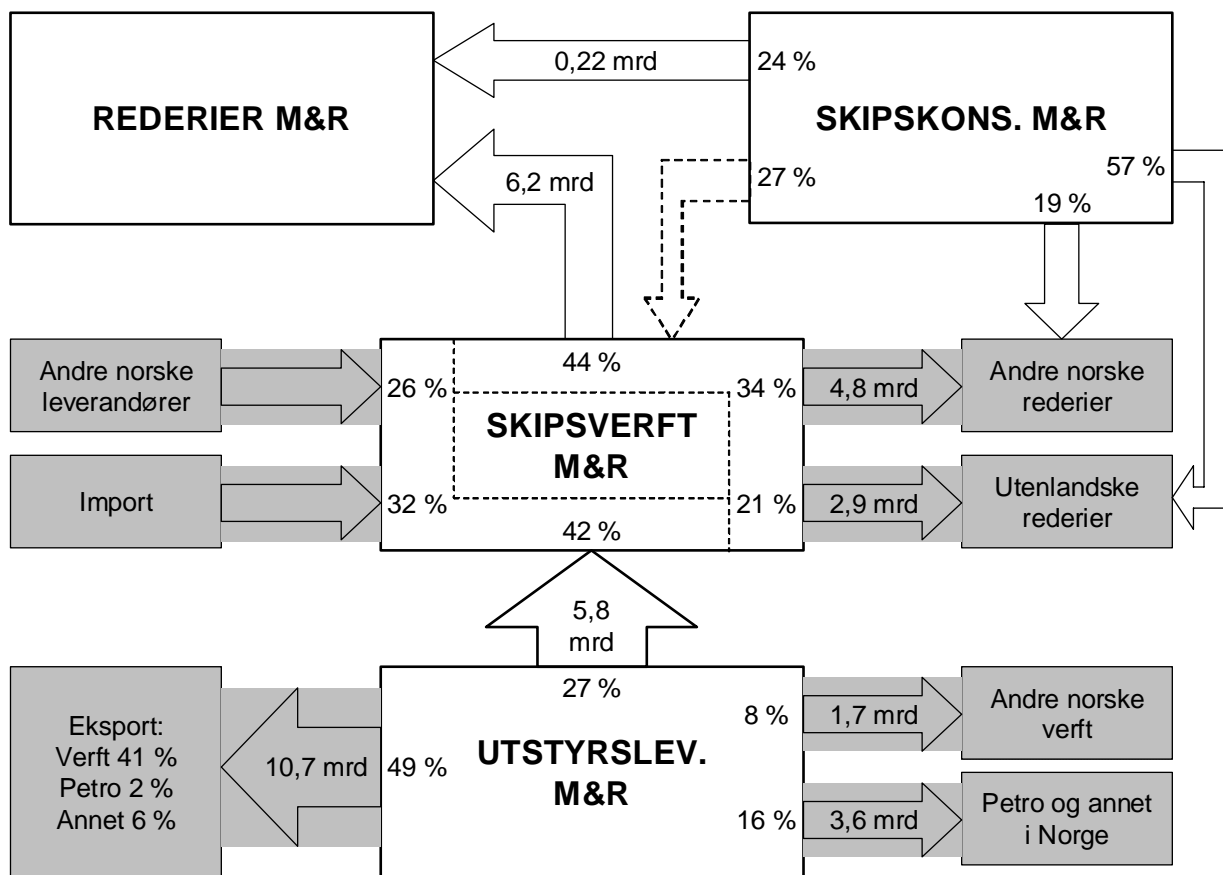 REDERIER M&R
0,22 mrd
24 %
SKIPSKONS. M&R
6,2 mrd
27 %
57 %
19 %
Andre norske
leverandører
26 %
44 %
34 %
4,8 mrd
Andre norske
rederier
SKIPSVERFT
M&R
Import
32 %
42 %
21 %
2,9 mrd
Utenlandske
rederier
5,8
mrd
Eksport:
Verft 41 %
Petro 2 %
Annet 6 %
10,7 mrd
49 %
27 %
UTSTYRSLEV.
M&R
8 %
1,7 mrd
Andre norske
verft
16 %
3,6 mrd
Petro og annet
i Norge